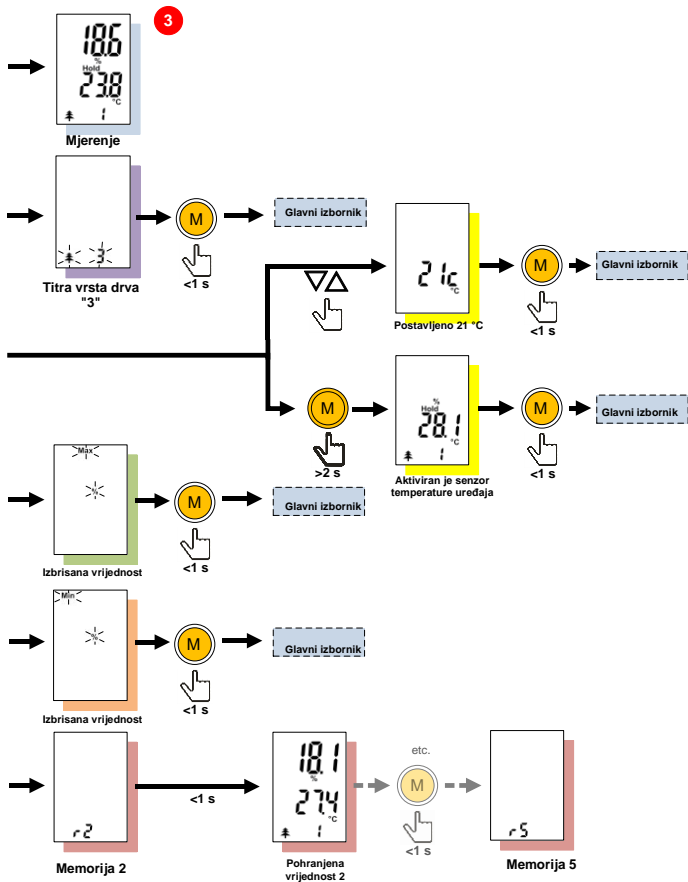 3
18.6
%
Hold
23.8
°C
1
Mjerenje
3
M
<1 s
Glavni izbornik
Titra vrsta drva
"3"
21c
°C
Postavljeno 21 °C
M
<1 s
Glavni izbornik
M
>2 s
%
Hold
28.1
°C
1
Aktiviran je senzor
temperature uređaja
M
<1 s
Glavni izbornik
Max
%
Izbrisana vrijednost
M
<1 s
Glavni izbornik
Min
%
Izbrisana vrijednost
M
<1 s
Glavni izbornik
r2
Memorija 2
<1 s
18.1
%
27.4
°C
1
Pohranjena
vrijednost 2
etc.
M
<1 s
r5
Memorija 5